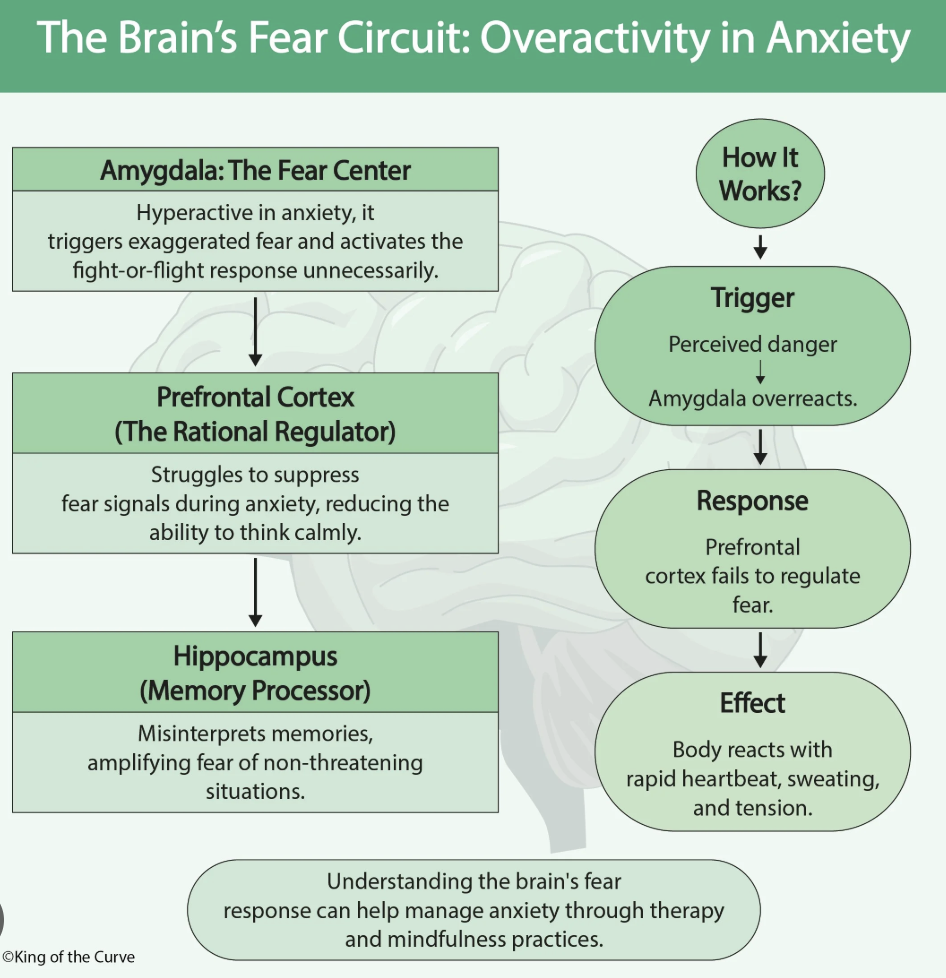 The Brain's Fear Circuit: Overactivity in Anxiety
Amygdala: The Fear Center
Hyperactive in anxiety, it
triggers exaggerated fear and activates the
fight-or-flight response unnecessarily.
Prefrontal Cortex
(The Rational Regulator)
Struggles to suppress
fear signals during anxiety, reducing the
ability to think calmly.
Hippocampus
(Memory Processor)
Misinterprets memories,
amplifying fear of non-threatening
situations.
How It
Works?
Trigger
Perceived danger
Amygdala overreacts.
Response
Prefrontal
cortex fails to regulate
fear.
Effect
Body reacts with
rapid heartbeat, sweating,
and tension.
Understanding the brain's fear
response can help manage anxiety through therapy
and mindfulness practices.
©King of the Curve